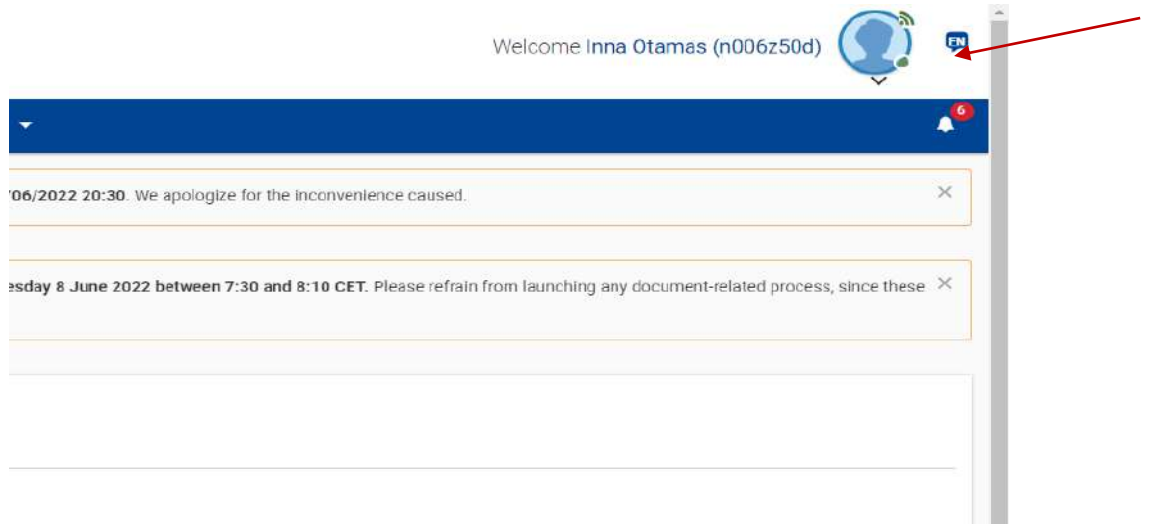 Welcome Inna Otamas (n006z50d)
EN
6
06/2022 20:30. We apologize for the inconvenience caused.
esday 8 June 2022 between 7:30 and 8:10 CET. Please refrain from launching any document-related process, since these